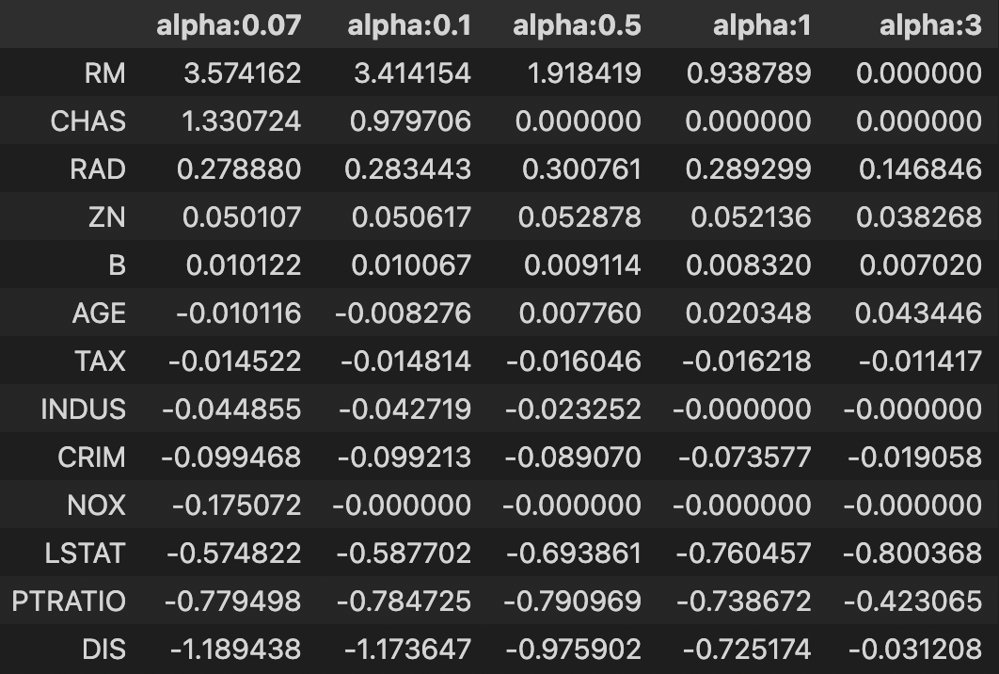 alpha:0.07 alpha:0.1 alpha:0.5 alpha:1 alpha:3
RM 3.574162 3.414154 1.918419 0.938789 0.000000
CHAS 1.330724 0.979706 0.000000 0.000000 0.000000
RAD 0.278880 0.283443 0.300761 0.289299 0.146846
ZN 0.050107 0.050617 0.052878 0.052136 0.038268
B 0.010122 0.010067 0.009114 0.008320 0.007020
AGE -0.010116 -0.008276 0.007760 0.020348 0.043446
TAX -0.014522 -0.014814 -0.016046 -0.016218 -0.011417
INDUS -0.044855 -0.042719 -0.023252 -0.000000 -0.000000
CRIM -0.099468 -0.099213 -0.089070 -0.073577 -0.019058
NOX -0.175072 -0.000000 -0.000000 -0.000000 -0.000000
LSTAT -0.574822 -0.587702 -0.693861 -0.760457 -0.800368
PTRATIO -0.779498 -0.784725 -0.790969 -0.738672 -0.423065
DIS -1.189438 -1.173647 -0.975902 -0.725174 -0.031208